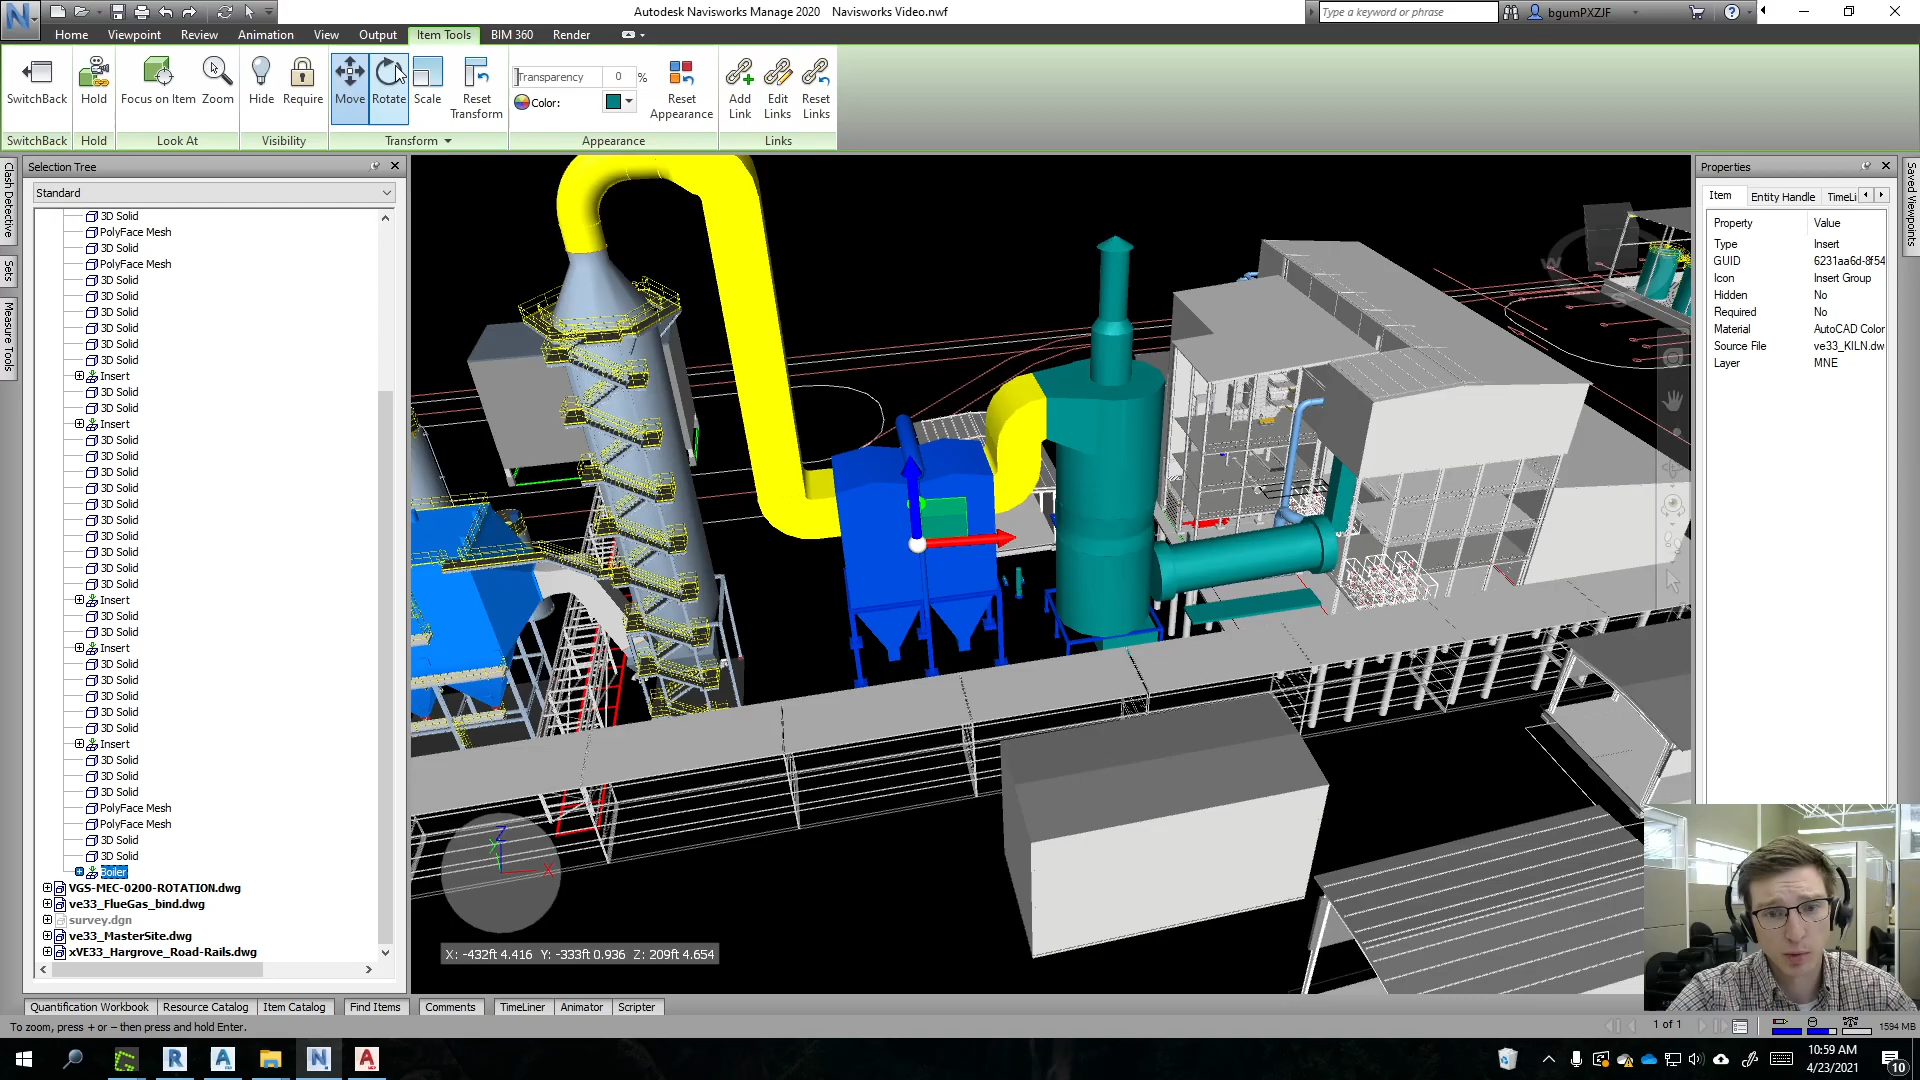 Autodesk Navisworks Manage 2020 Navisworks Video.nwf
Type a keyword or phrase
bgumPXZJF
Home Viewpoint Review Animation View Output Item Tools BIM 360 Render
SwitchBack
Hold
Focus on Item
Zoom
Hide
Require
Move
Rotate
Scale
Reset Transform
Transparency 0 %
Color:
Reset Appearance
Add Link
Edit Links
Reset Links
SwitchBack Hold Look At Visibility Transform Appearance Links
Clash Detective
Sets
Measure Tools
Selection Tree
Standard
3D Solid
PolyFace Mesh
3D Solid
PolyFace Mesh
3D Solid
3D Solid
3D Solid
3D Solid
3D Solid
3D Solid
Insert
3D Solid
3D Solid
Insert
3D Solid
3D Solid
3D Solid
3D Solid
3D Solid
3D Solid
3D Solid
3D Solid
3D Solid
3D Solid
Insert
3D Solid
3D Solid
Insert
3D Solid
3D Solid
3D Solid
3D Solid
3D Solid
Insert
3D Solid
3D Solid
3D Solid
PolyFace Mesh
PolyFace Mesh
3D Solid
3D Solid
Boiler
VGS-MEC-0200-ROTATION.dwg
ve33_FlueGas_bind.dwg
survey.dgn
ve33_MasterSite.dwg
xVE33_Hargrove_Road-Rails.dwg
W
S
Z
Y
X
X: -432ft 4.416 Y: -333ft 0.936 Z: 209ft 4.654
Properties
Item Entity Handle TimeLi
Property Value
Type Insert
GUID 6231aa6d-8f54
Icon Insert Group
Hidden No
Required No
Material AutoCAD Color
Source File ve33_KILN.dw
Layer MNE
Saved Viewpoints
Quantification Workbook Resource Catalog Item Catalog Find Items Comments TimeLiner Animator Scripter
To zoom, press + or – then press and hold Enter.
1 of 1
1594 MB
10:59 AM
4/23/2021
10